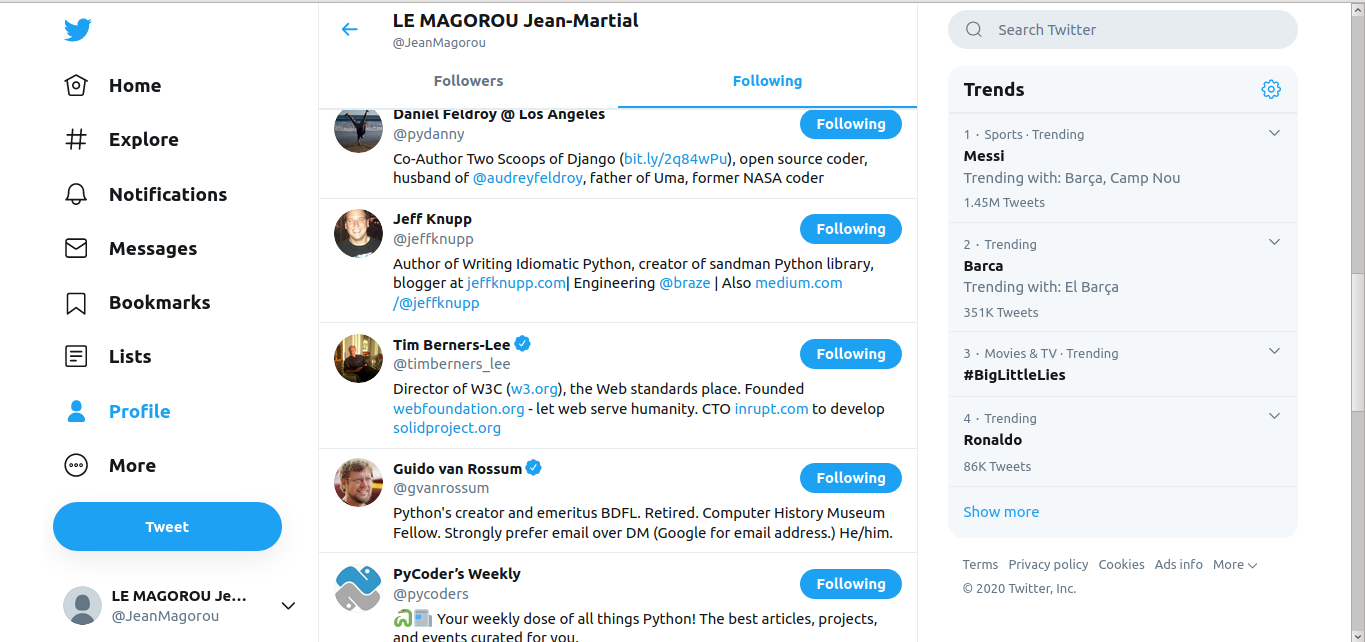 Home
Explore
Notifications
Messages
Bookmarks
Lists
Profile
More
Tweet
LE MAGOROU Je...
@JeanMagorou
LE MAGOROU Jean-Martial
@JeanMagorou
Followers
Following
Daniel Feldroy @ Los Angeles
@pydanny
Following
Co-Author Two Scoops of Django (bit.ly/2q84wPu), open source coder,
husband of @audreyfeldroy, father of Uma, former NASA coder
Jeff Knupp
@jeffknupp
Following
Author of Writing Idiomatic Python, creator of sandman Python library,
blogger at jeffknupp.com| Engineering @braze | Also medium.com
/@jeffknupp
Tim Berners-Lee
@timberners_lee
Following
Director of W3C (w3.org), the Web standards place. Founded
webfoundation.org - let web serve humanity. CTO inrupt.com to develop
solidproject.org
Guido van Rossum
@gvanrossum
Following
Python's creator and emeritus BDFL. Retired. Computer History Museum
Fellow. Strongly prefer email over DM (Google for email address.) He/him.
PyCoder’s Weekly
@pycoders
Following
🐍📰 Your weekly dose of all things Python! The best articles, projects,
and events curated for you.
Search Twitter
Trends
1 · Sports · Trending
Messi
Trending with: Barça, Camp Nou
1.45M Tweets
2 · Trending
Barca
Trending with: El Barça
351K Tweets
3 · Movies & TV · Trending
#BigLittleLies
4 · Trending
Ronaldo
86K Tweets
Show more
Terms Privacy policy Cookies Ads info More
© 2020 Twitter, Inc.